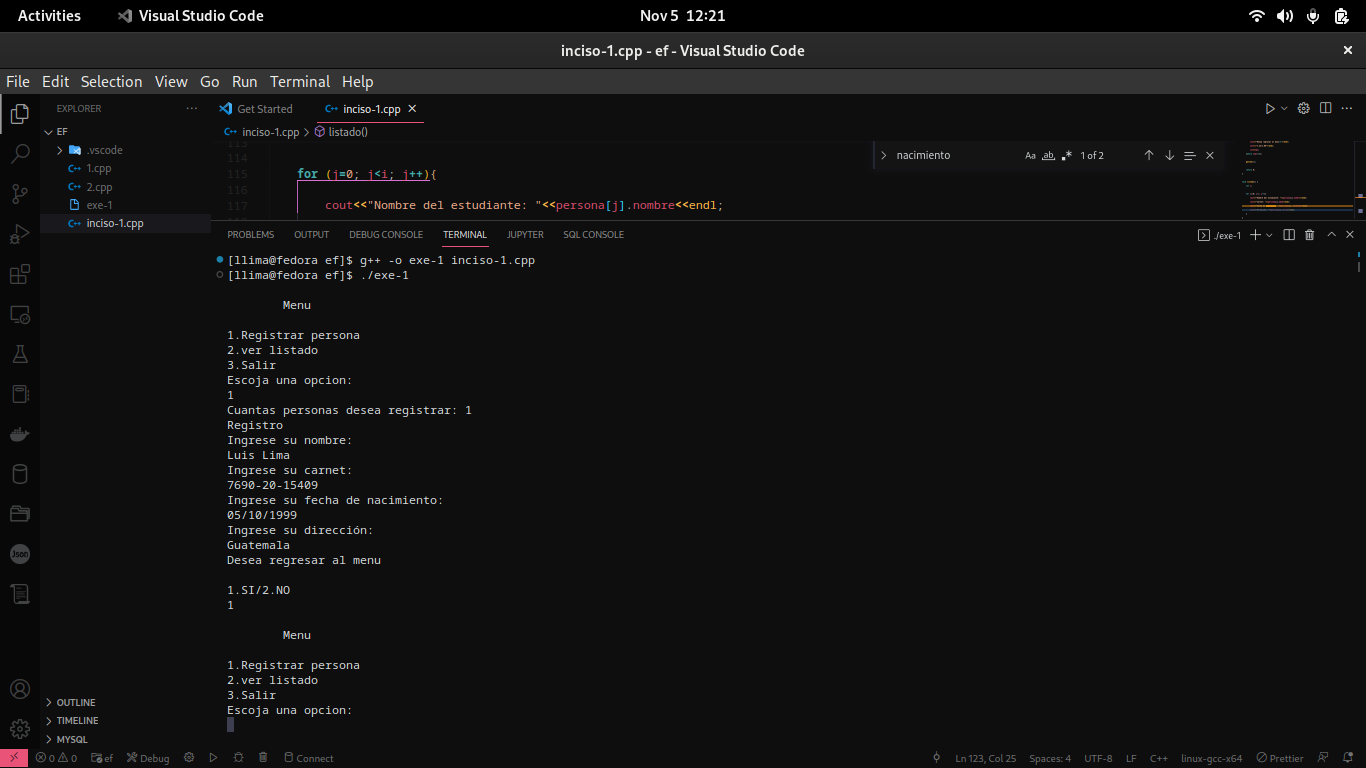 Activities
Visual Studio Code
Nov 5 12:21
inciso-1.cpp - ef - Visual Studio Code
File Edit Selection View Go Run Terminal Help
EXPLORER
Get Started
inciso-1.cpp
EF
inciso-1.cpp > listado()
.vscode
1.cpp
2.cpp
exe-1
inciso-1.cpp
113
114
115 for (j=0; j<i; j++){
116
117 cout<<"Nombre del estudiante: "<<persona[j].nombre<<endl;
nacimiento
Aa ab 1 of 2
PROBLEMS OUTPUT DEBUG CONSOLE TERMINAL JUPYTER SQL CONSOLE
./exe-1
[llima@fedora ef]$ g++ -o exe-1 inciso-1.cpp
[llima@fedora ef]$ ./exe-1
Menu
1.Registrar persona
2.ver listado
3.Salir
Escoja una opcion:
1
Cuantas personas desea registrar: 1
Registro
Ingrese su nombre:
Luis Lima
Ingrese su carnet:
7690-20-15409
Ingrese su fecha de nacimiento:
05/10/1999
Ingrese su dirección:
Guatemala
Desea regresar al menu
1.SI/2.NO
1
Menu
1.Registrar persona
2.ver listado
3.Salir
Escoja una opcion:
Json
OUTLINE
TIMELINE
MYSQL
0 0 ef Debug Connect
Ln 123, Col 25 Spaces: 4 UTF-8 LF C++ linux-gcc-x64 Prettier